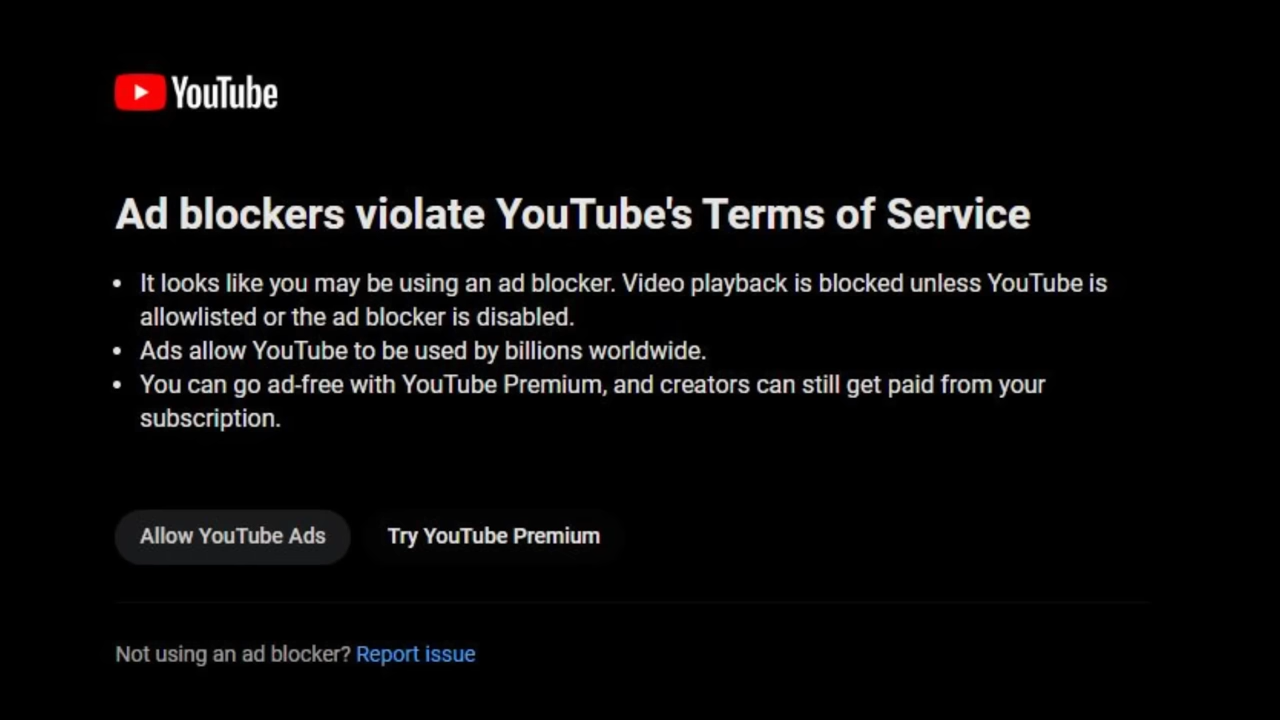 YouTube
Ad blockers violate YouTube's Terms of Service
• It looks like you may be using an ad blocker. Video playback is blocked unless YouTube is
allowlisted or the ad blocker is disabled.
• Ads allow YouTube to be used by billions worldwide.
• You can go ad-free with YouTube Premium, and creators can still get paid from your
subscription.
Allow YouTube Ads
Try YouTube Premium
Not using an ad blocker? Report issue